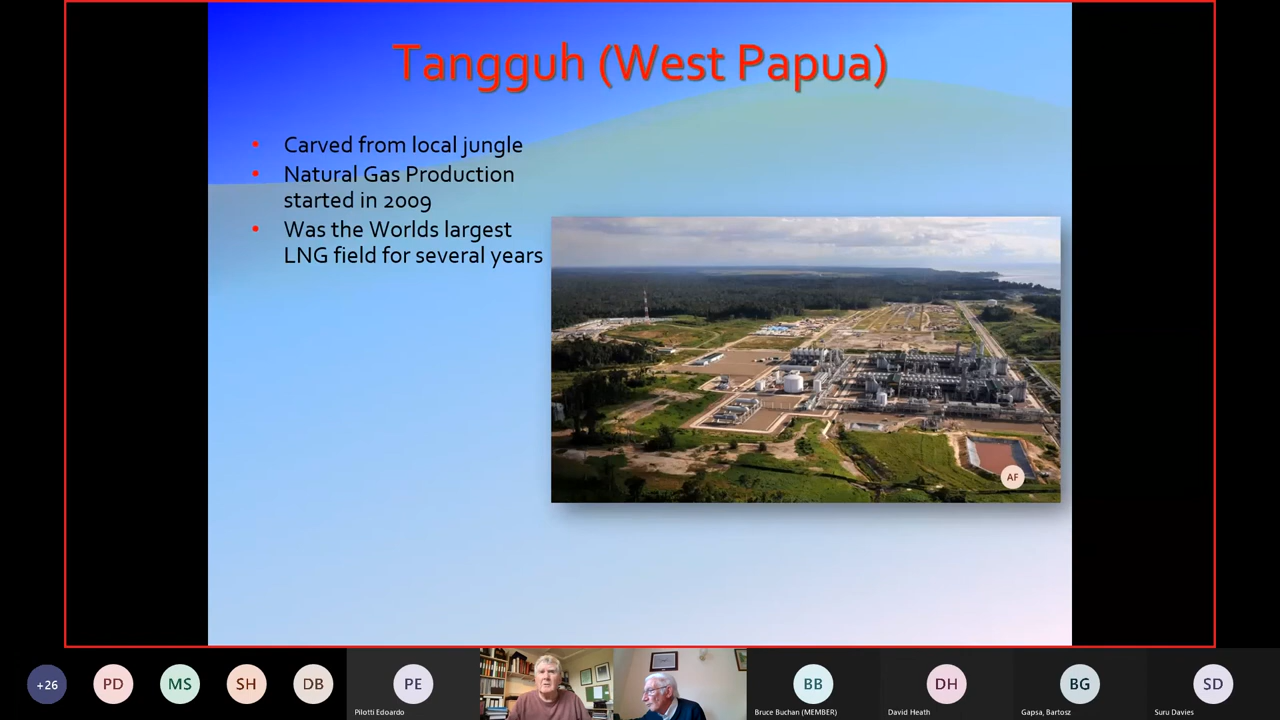 Tangguh (West Papua)
• Carved from local jungle
• Natural Gas Production
started in 2009
• Was the Worlds largest
LNG field for several years
AF
+26
PD
MS
SH
DB
PE
Pilotti Edoardo
BB
Bruce Buchan (MEMBER)
DH
David Heath
BG
Gapsa, Bartosz
SD
Suru Davies